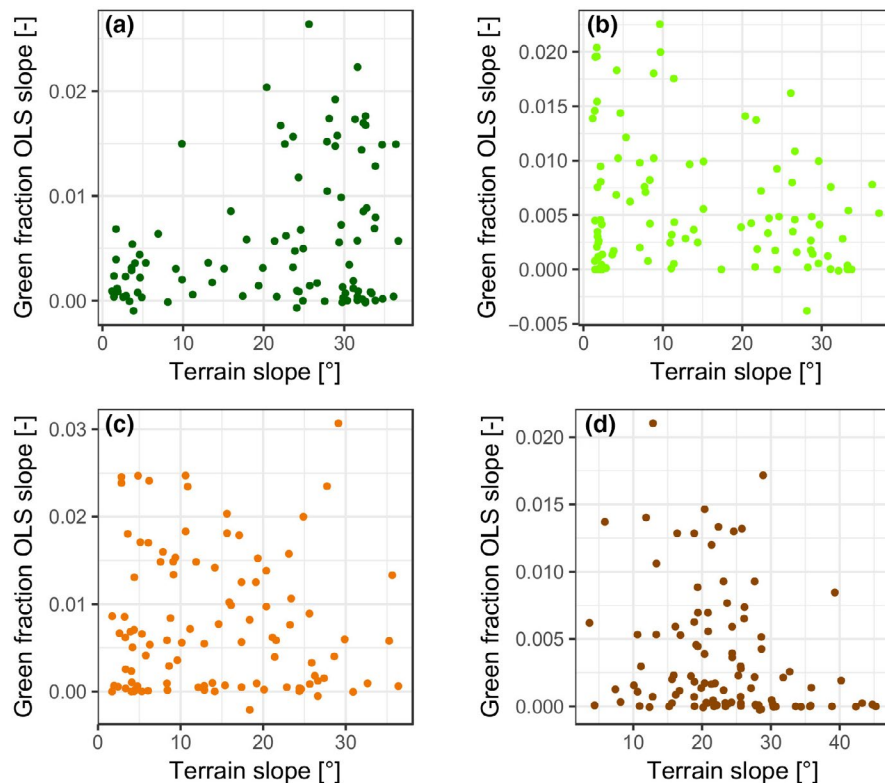 (a)
Green fraction OLS slope [-]
0.02
0.01
0.00
0
10
20
30
Terrain slope [°]
(b)
Green fraction OLS slope [-]
0.020
0.015
0.010
0.005
0.000
−0.005
0
10
20
30
Terrain slope [°]
(c)
Green fraction OLS slope [-]
0.03
0.02
0.01
0.00
0
10
20
30
Terrain slope [°]
(d)
Green fraction OLS slope [-]
0.020
0.015
0.010
0.005
0.000
10
20
30
40
Terrain slope [°]